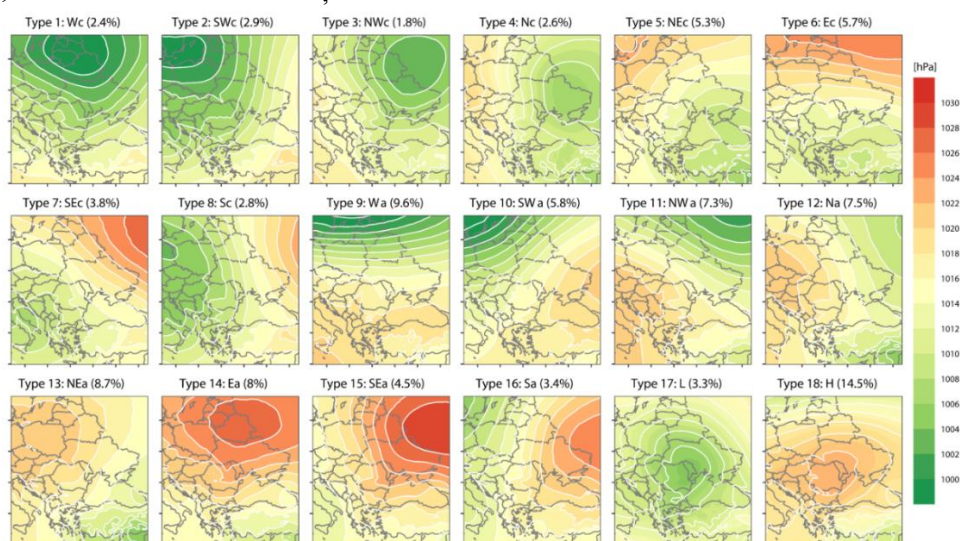 Type 1: Wc (2.4%)
Type 2: SWc (2.9%)
Type 3: NWc (1.8%)
Type 4: Nc (2.6%)
Type 5: NEc (5.3%)
Type 6: Ec (5.7%)
[hPa]
1030
1028
1026
1024
1022
1020
1018
1016
1014
1012
1010
1008
1006
1004
1002
1000
Type 7: SEc (3.8%)
Type 8: Sc (2.8%)
Type 9: Wa (9.6%)
Type 10: SWa (5.8%)
Type 11: NWa (7.3%)
Type 12: Na (7.5%)
Type 13: NEa (8.7%)
Type 14: Ea (8%)
Type 15: SEa (4.5%)
Type 16: Sa (3.4%)
Type 17: L (3.3%)
Type 18: H (14.5%)